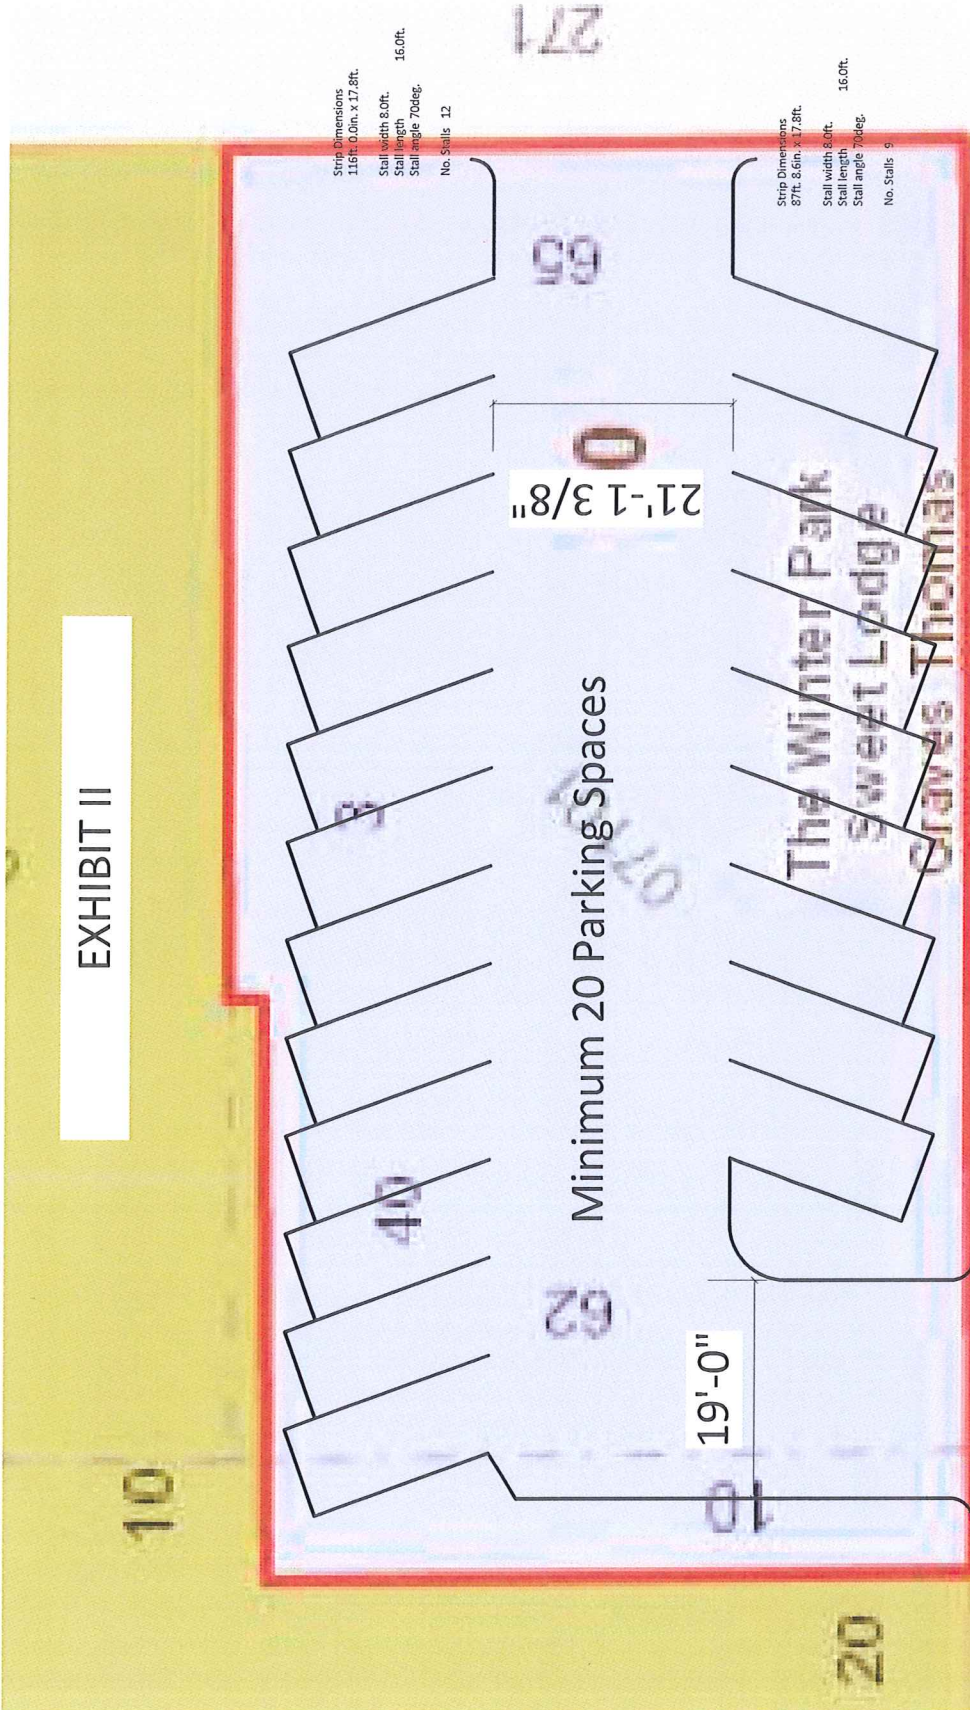 EXHIBIT II
Strip Dimensions
116ft. 0.0in. x 17.8ft.
Stall width 8.0ft.
Stall length 16.0ft.
Stall angle 70deg.
No. Stalls 12
271
65
0
21'-1 3/8"
Strip Dimensions
87ft. 8.6in. x 17.8ft.
Stall width 8.0ft.
Stall length 16.0ft.
Stall angle 70deg.
No. Stalls 9
The Winter Park
sweet Lodge
Graves Thomas
Minimum 20 Parking Spaces
3
40
62
19'-0"
10
10
20